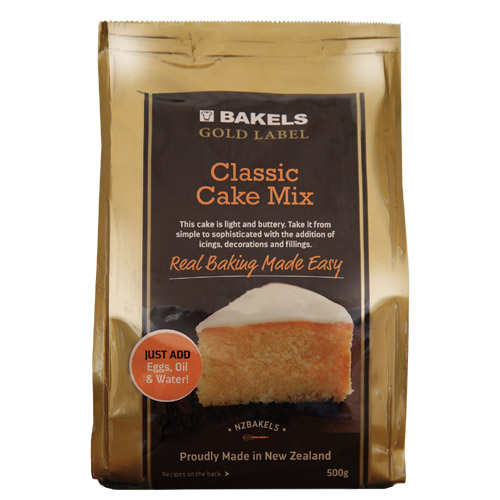 BAKELS
GOLD LABEL
Classic
Cake Mix
This cake is light and buttery. Take it from
simple to sophisticated with the addition of
icings, decorations and fillings.
Real Baking Made Easy
JUST ADD
Eggs, Oil
& Water!
• NZBAKELS •
Proudly Made in New Zealand
Recipes on the back >
500g